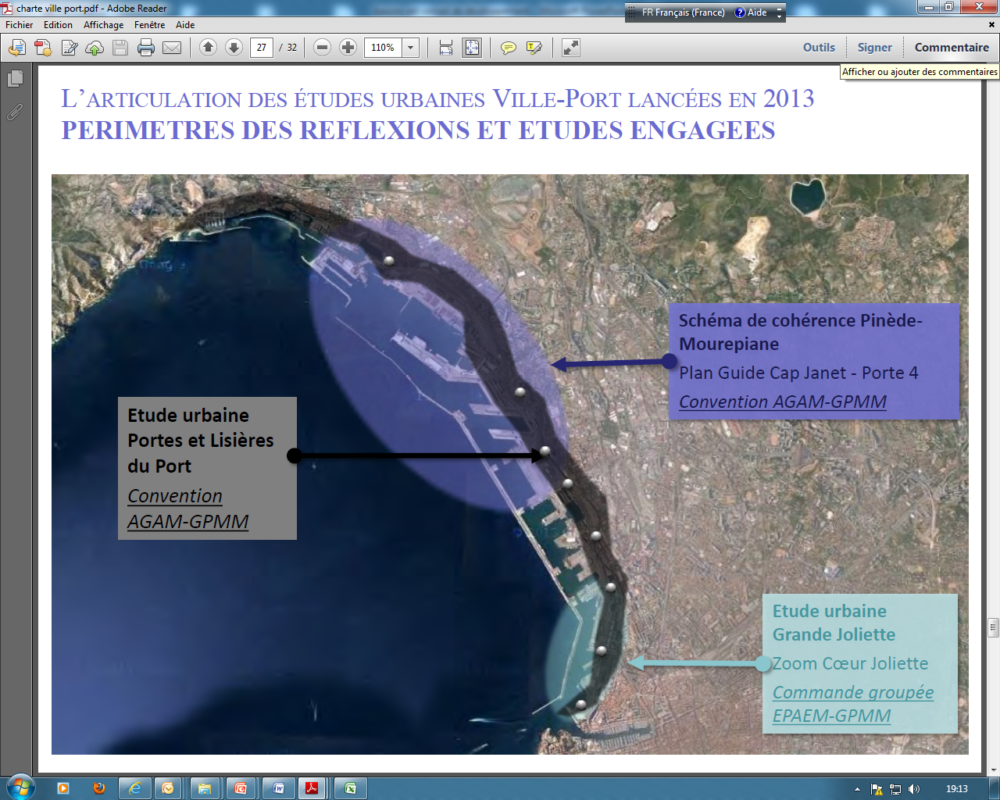 charte ville port.pdf - Adobe Reader
FR Français (France) Aide
Fichier Edition Affichage Fenêtre Aide
27 / 32 110% Outils Signer Commentaire
Afficher ou ajouter des commentaires
L'ARTICULATION DES ÉTUDES URBAINES VILLE-PORT LANCÉES EN 2013
PERIMETRES DES REFLEXIONS ET ETUDES ENGAGEES
Schéma de cohérence Pinède-
Mourepiane
Plan Guide Cap Janet - Porte 4
Convention AGAM-GPMM
Etude urbaine
Portes et Lisières
du Port
Convention
AGAM-GPMM
Etude urbaine
Grande Joliette
Zoom Cœur Joliette
Commande groupée
EPAEM-GPMM
19:13